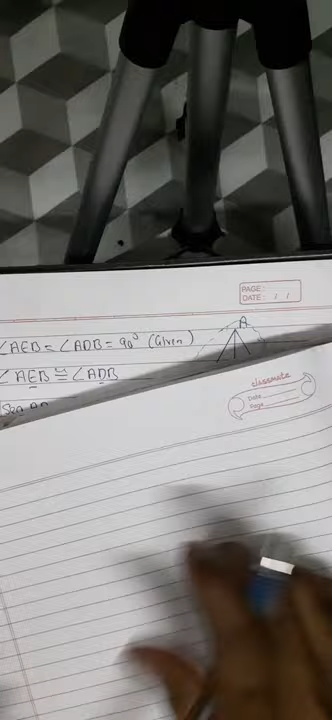 PAGE:
DATE: / /
A
∠AEB = ∠ADB = 90° (Given)
∠AEB ≅ ∠ADB
classmate
Date
Page